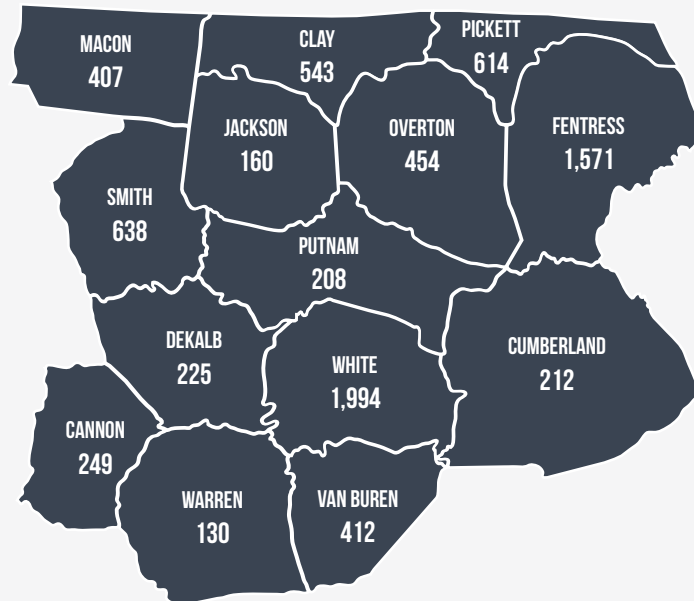 MACON
407
CLAY
543
PICKETT
614
JACKSON
160
OVERTON
454
FENTRESS
1,571
SMITH
638
PUTNAM
208
DEKALB
225
WHITE
1,994
CUMBERLAND
212
CANNON
249
WARREN
130
VAN BUREN
412